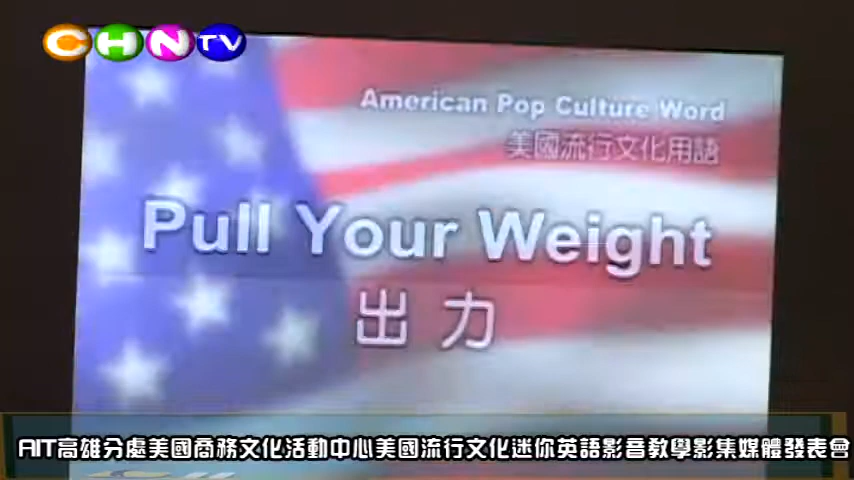 CHNTV
American Pop Culture Word
美國流行文化用語
Pull Your Weight
出力
AIT高雄分處美國商務文化活動中心美國流行文化迷你英語影音教學影集媒體發表會